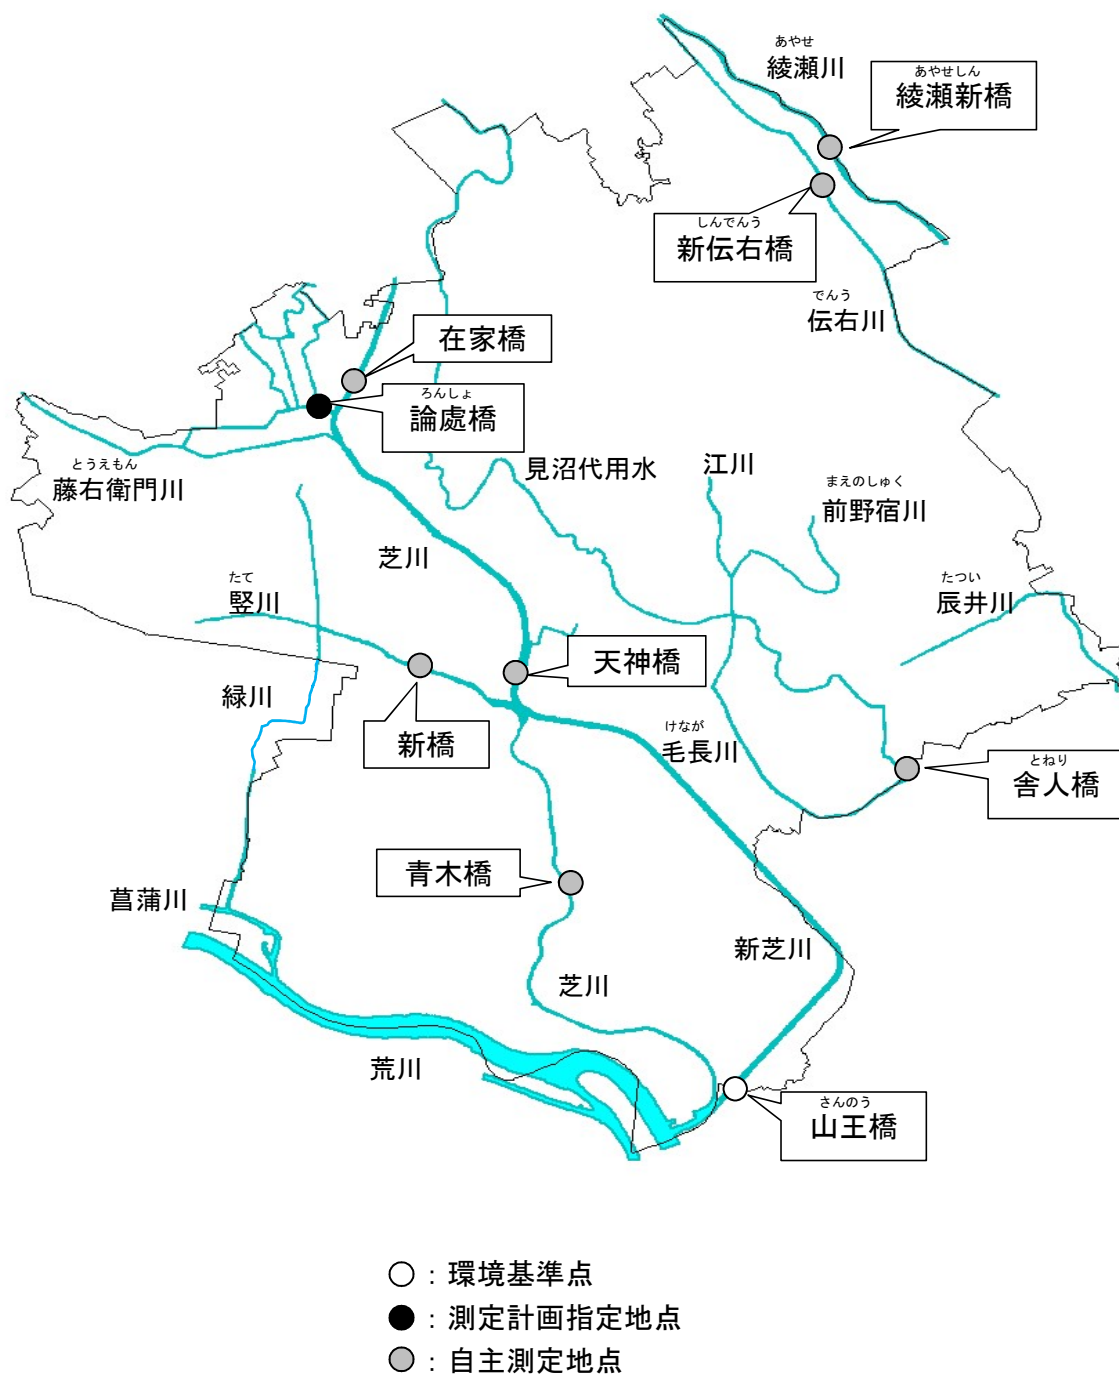 あやせ
綾瀬川
あやせしん
綾瀬新橋
しんでんう
新伝右橋
でんう
伝右川
在家橋
ろんしょ
論處橋
とうえもん
藤右衛門川
見沼代用水
江川
まえのしゅく
前野宿川
芝川
たて
竪川
たつい
辰井川
天神橋
緑川
新橋
けなが
毛長川
とねり
舎人橋
青木橋
菖蒲川
新芝川
芝川
荒川
さんのう
山王橋
：環境基準点
：測定計画指定地点
：自主測定地点